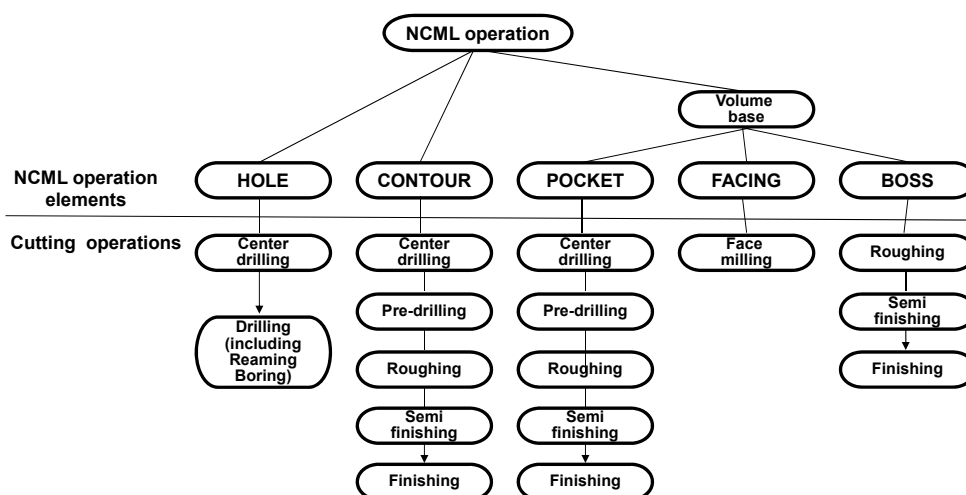 NCML operation
Volume
base
NCML operation
elements
HOLE
CONTOUR
POCKET
FACING
BOSS
Cutting operations
Center
drilling
Center
drilling
Center
drilling
Face
milling
Roughing
Pre-drilling
Pre-drilling
Semi
finishing
Drilling
(including
Reaming
Boring)
Roughing
Roughing
Finishing
Semi
finishing
Semi
finishing
Finishing
Finishing